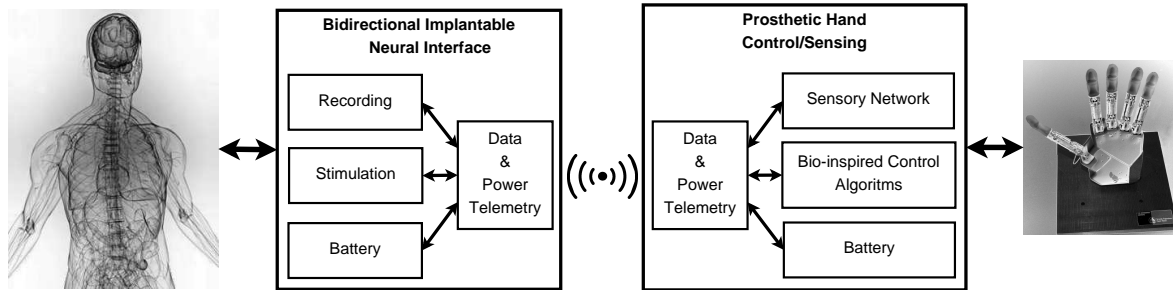 Bidirectional Implantable
Neural Interface
Recording
Stimulation
Battery
Data
&
Power
Telemetry
Prosthetic Hand
Control/Sensing
Data
&
Power
Telemetry
Sensory Network
Bio-inspired Control
Algoritms
Battery